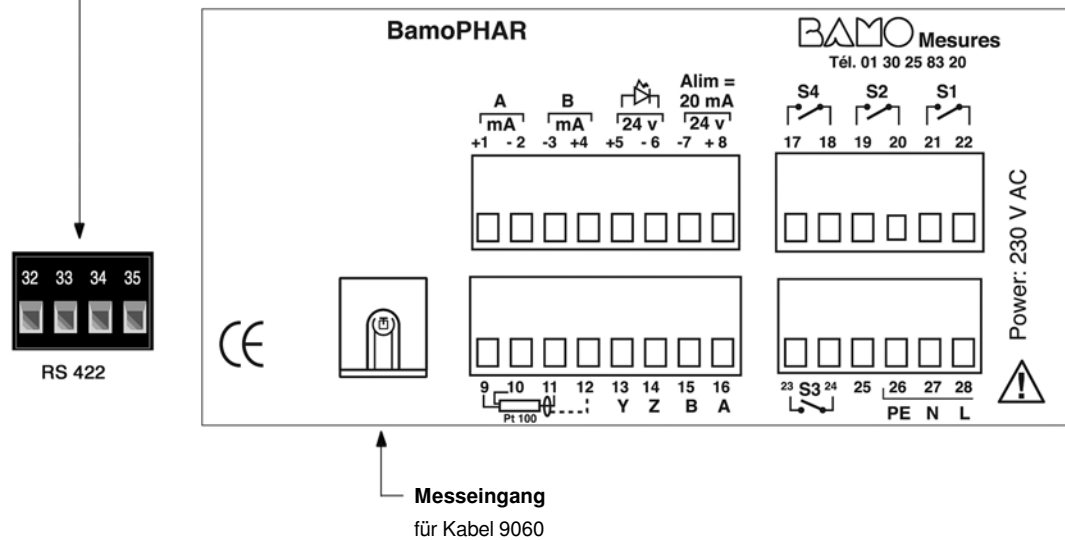 BamoPHAR
BAMO Mesures
Tél. 01 30 25 83 20
A
mA
B
mA
24 v
Alim =
20 mA
24 v
S4
S2
S1
+1 - 2 -3 +4 +5 - 6 -7 + 8
17 18 19 20 21 22
32 33 34 35
RS 422
CE
9 10 11 12 13 14 15 16
Pt 100
Y Z B A
23 S3 24 25 26 27 28
PE N L
Power: 230 V AC
Messeingang
für Kabel 9060